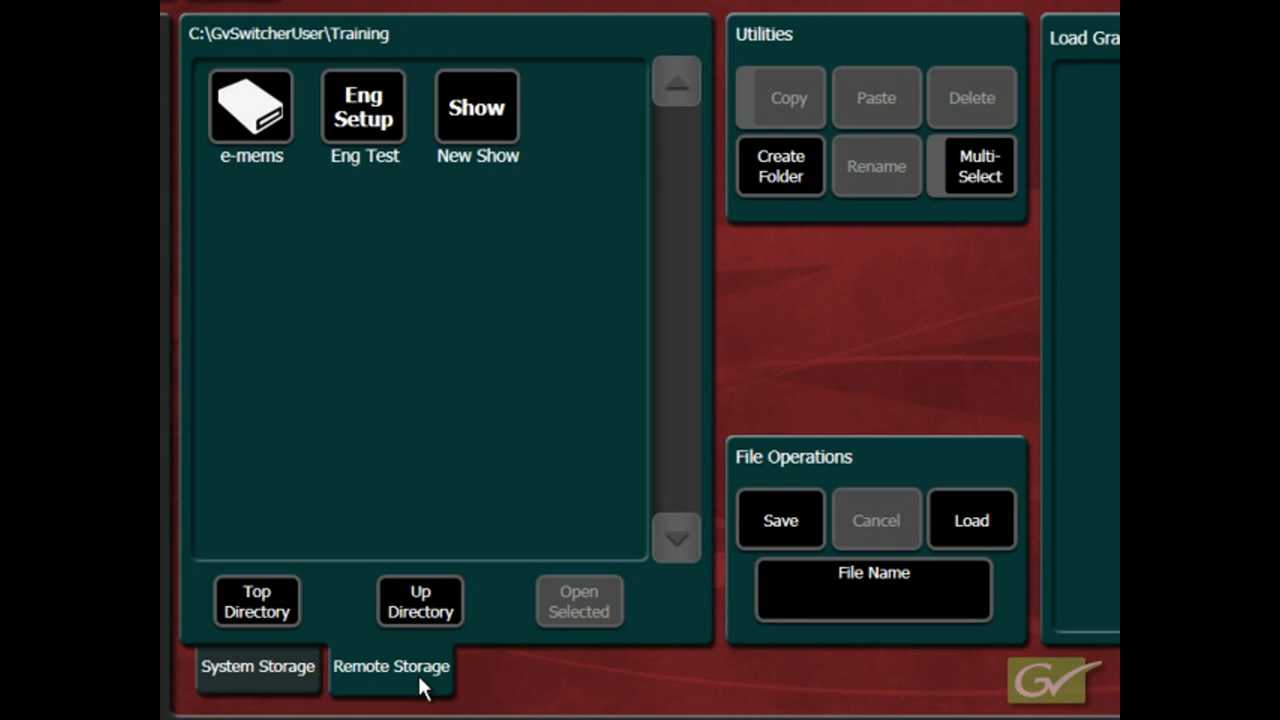 C:\GvSwitcherUser\Training
Eng
Setup
Show
e-mems
Eng Test
New Show
Top
Directory
Up
Directory
Open
Selected
System Storage
Remote Storage
Utilities
Copy
Paste
Delete
Create
Folder
Rename
Multi-
Select
File Operations
Save
Cancel
Load
File Name
Load Gra
GV